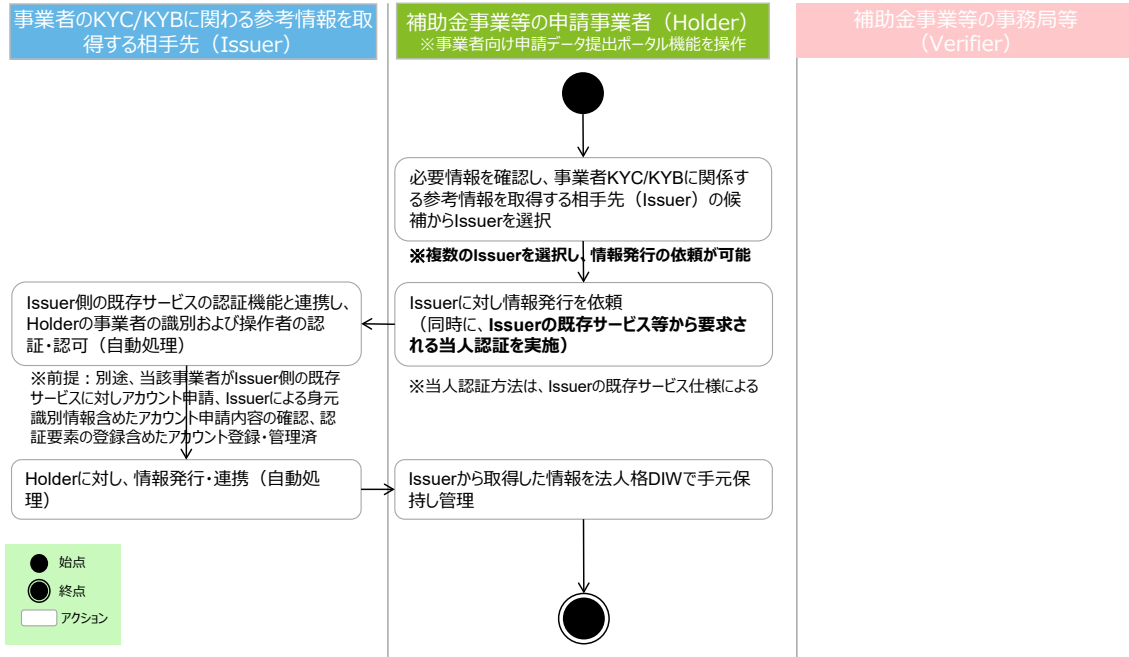 事業者のKYC/KYBに関わる参考情報を取
得する相手先（Issuer）
補助金事業等の申請事業者（Holder）
※事業者向け申請データ提出ポータル機能を操作
補助金事業等の事務局等
（Verifier）
必要情報を確認し、事業者KYC/KYBに関係す
る参考情報を取得する相手先（Issuer）の候
補からIssuerを選択
※複数のIssuerを選択し、情報発行の依頼が可能
Issuer側の既存サービスの認証機能と連携し、
Holderの事業者の識別および操作者の認
証・認可（自動処理）
Issuerに対し情報発行を依頼
（同時に、Issuerの既存サービス等から要求さ
れる当人認証を実施）
※前提：別途、当該事業者がIssuer側の既存
サービスに対しアカウント申請、Issuerによる身元
識別情報含めたアカウント申請内容の確認、認
証要素の登録含めたアカウント登録・管理済
※当人認証方法は、Issuerの既存サービス仕様による
Holderに対し、情報発行・連携（自動処
理）
Issuerから取得した情報を法人格DIWで手元保
持し管理
始点
終点
アクション